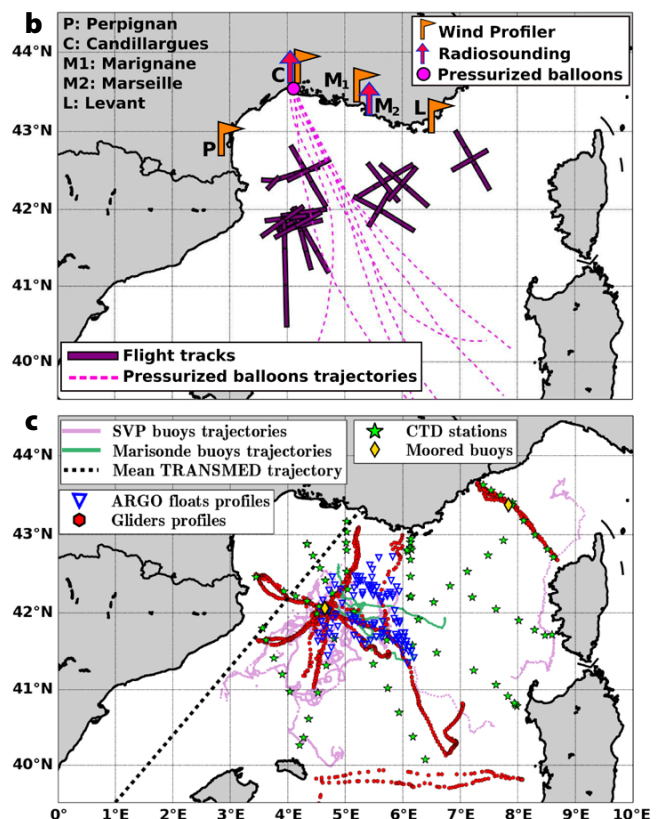 b
P: Perpignan
C: Candillargues
M1: Marignane
M2: Marseille
L: Levant
Wind Profiler
Radiosounding
Pressurized balloons
44°N
C
M1
M2
L
43°N
P
42°N
41°N
40°N
Flight tracks
Pressurized balloons trajectories
c
SVP buoys trajectories
Marisonde buoys trajectories
Mean TRANSMED trajectory
CTD stations
Moored buoys
ARGO floats profiles
Gliders profiles
44°N
43°N
42°N
41°N
40°N
0° 1°E 2°E 3°E 4°E 5°E 6°E 7°E 8°E 9°E 10°E